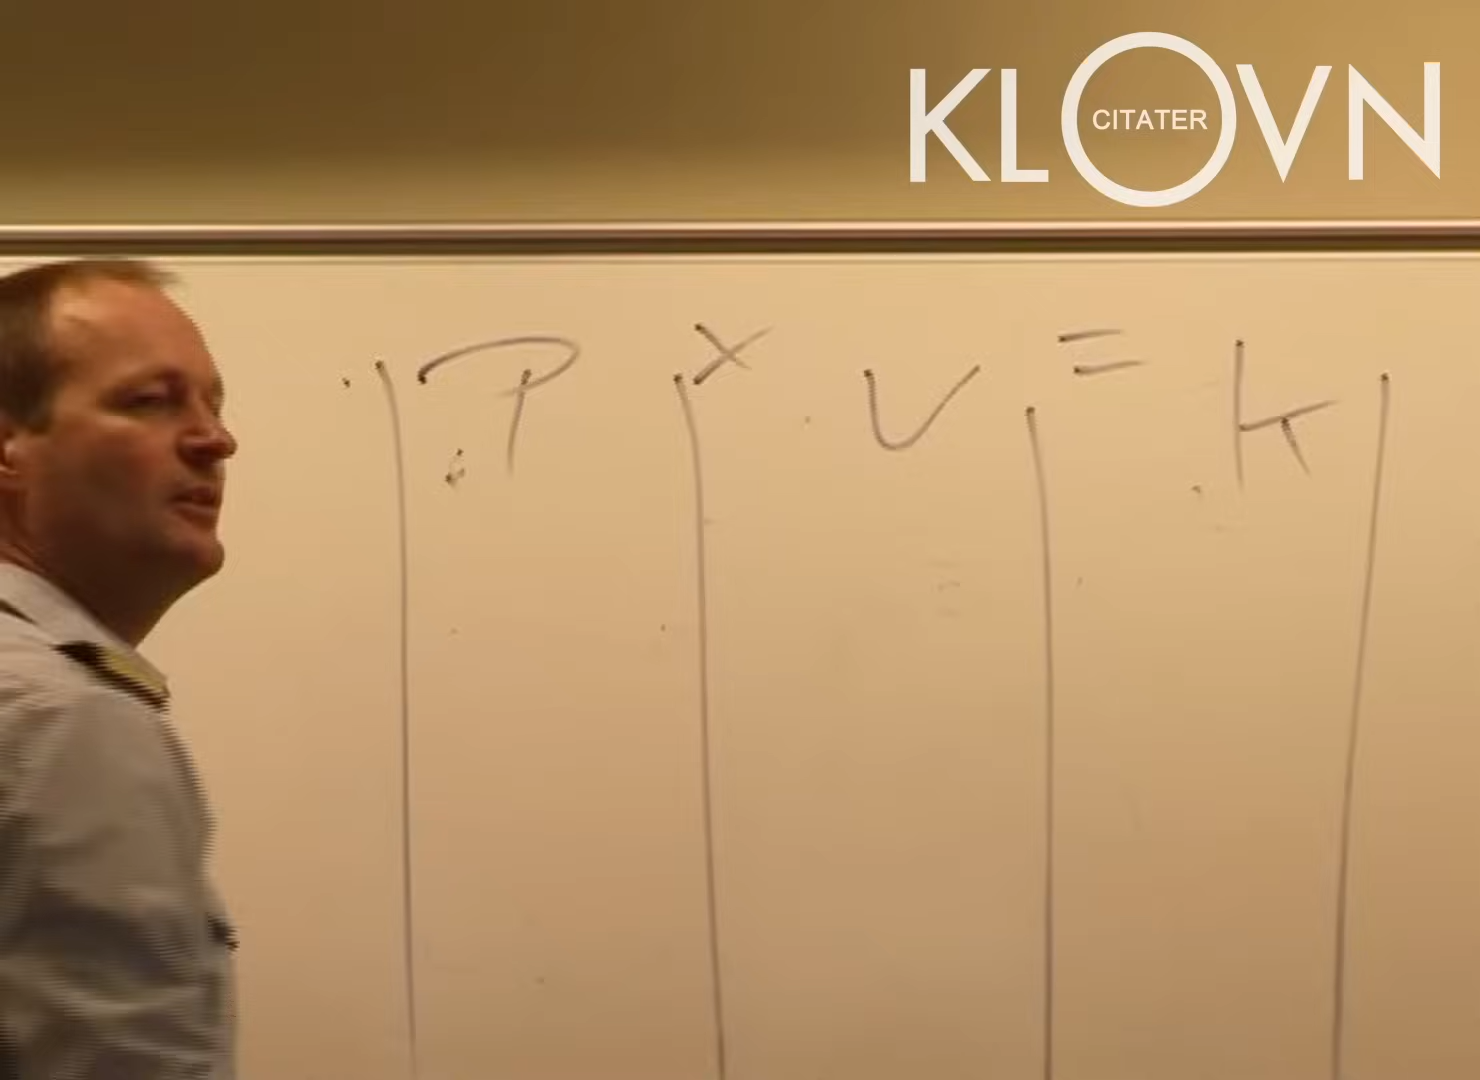 KLOVN
CITATER
P x V = K